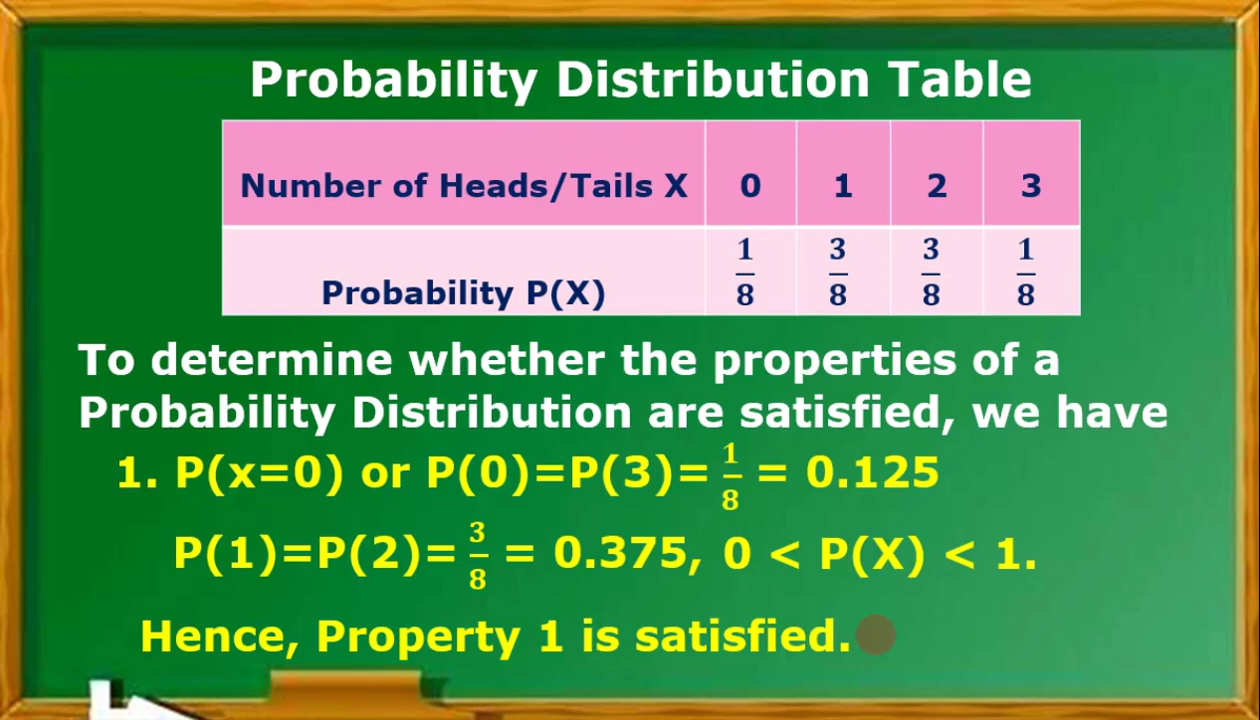 Probability Distribution Table
Number of Heads/Tails X 0 1 2 3
Probability P(X) 1/8 3/8 3/8 1/8
To determine whether the properties of a
Probability Distribution are satisfied, we have
1. P(x=0) or P(0)=P(3)= 1/8 = 0.125
P(1)=P(2)= 3/8 = 0.375, 0 < P(X) < 1.
Hence, Property 1 is satisfied.